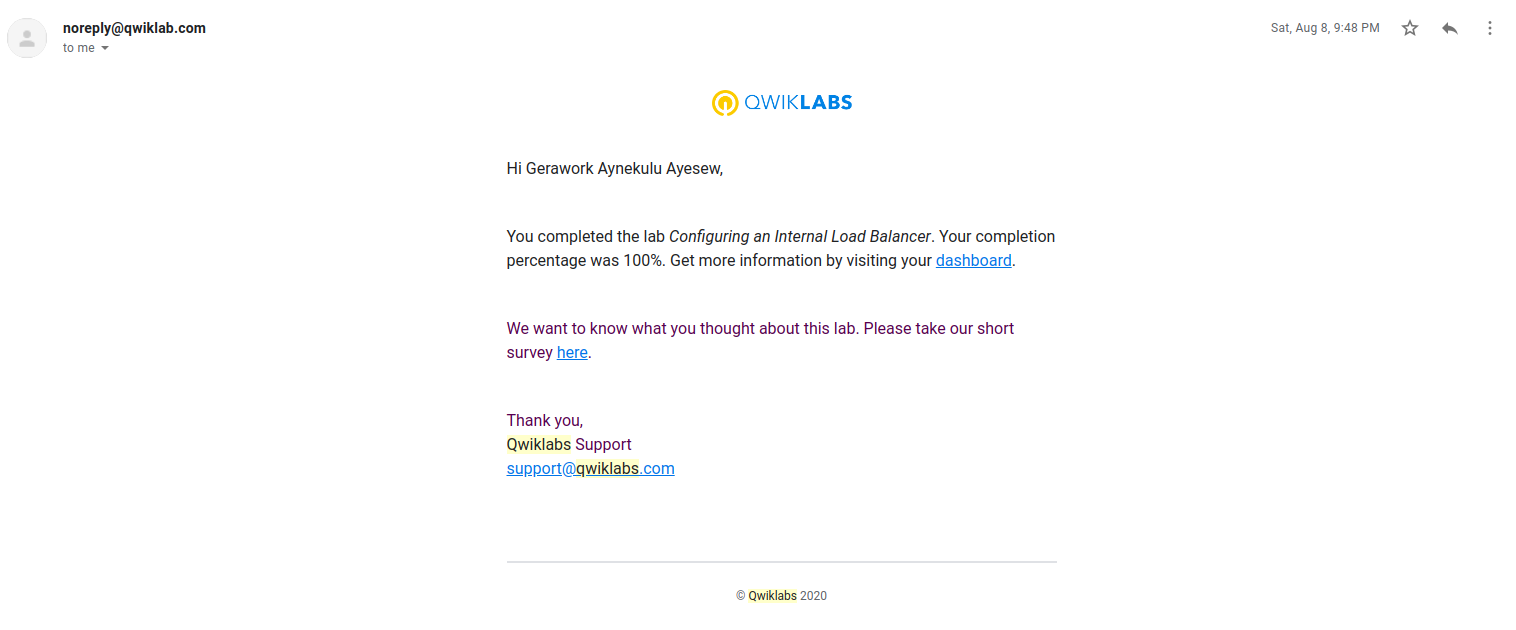 noreply@qwiklab.com
Sat, Aug 8, 9:48 PM
to me
QWIKLABS
Hi Gerawork Aynekulu Ayesew,
You completed the lab Configuring an Internal Load Balancer. Your completion
percentage was 100%. Get more information by visiting your dashboard.
We want to know what you thought about this lab. Please take our short
survey here.
Thank you,
Qwiklabs Support
support@qwiklabs.com
© Qwiklabs 2020